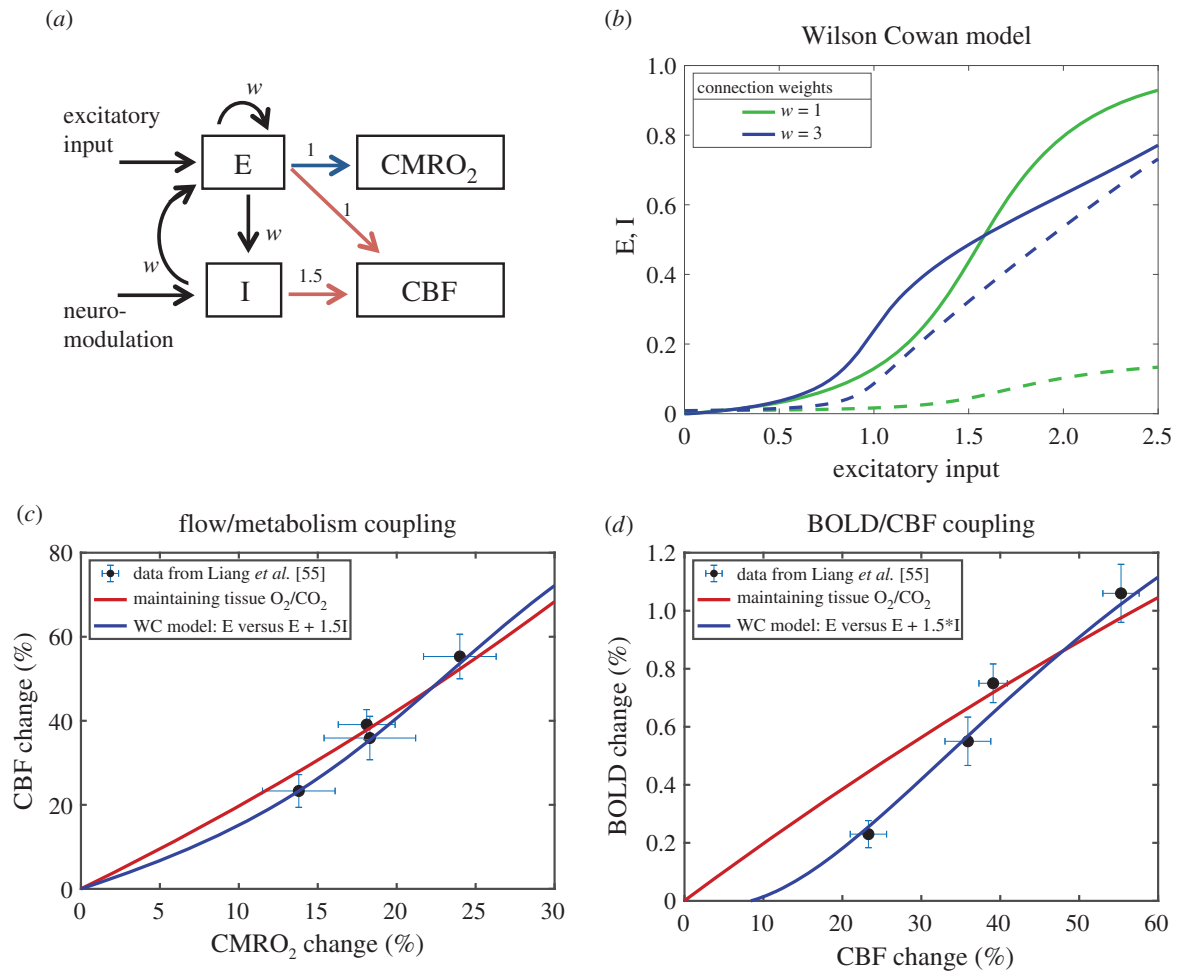 (a)
w
excitatory
input
E
1
CMRO₂
1
w
w
I
1.5
CBF
neuro-
modulation
(b)
Wilson Cowan model
1.0
0.8
0.6
0.4
0.2
0
E, I
connection weights
w = 1
w = 3
0 0.5 1.0 1.5 2.0 2.5
excitatory input
(c)
flow/metabolism coupling
80
60
40
20
0
CBF change (%)
data from Liang et al. [55]
maintaining tissue O₂/CO₂
WC model: E versus E + 1.5I
0 5 10 15 20 25 30
CMRO₂ change (%)
(d)
BOLD/CBF coupling
1.2
1.0
0.8
0.6
0.4
0.2
0
BOLD change (%)
data from Liang et al. [55]
maintaining tissue O₂/CO₂
WC model: E versus E + 1.5*I
0 10 20 30 40 50 60
CBF change (%)